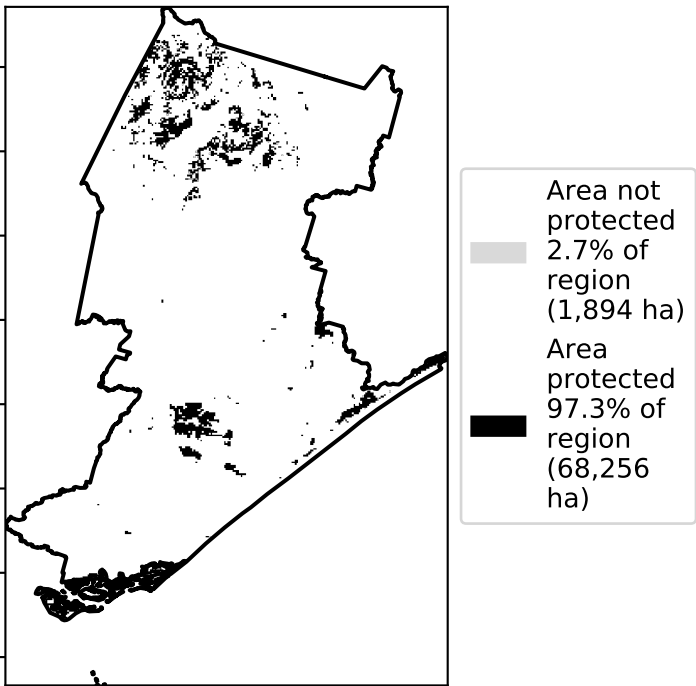 Area not
protected
2.7% of
region
(1,894 ha)
Area
protected
97.3% of
region
(68,256
ha)